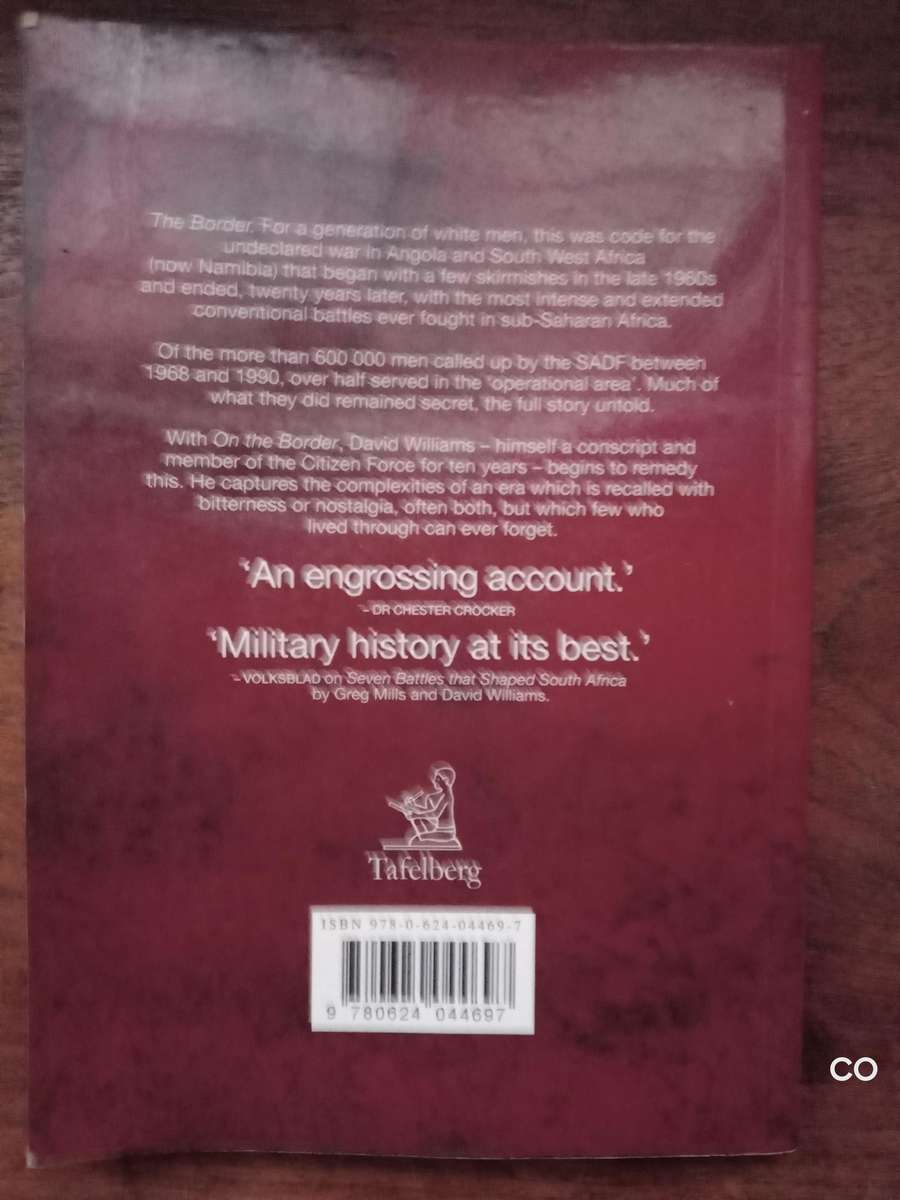 The Border. For a generation of white men, this was code for the
undeclared war in Angola and South West Africa
(now Namibia) that began with a few skirmishes in the late 1960s
and ended, twenty years later, with the most intense and extended
conventional battles ever fought in sub-Saharan Africa.
Of the more than 600 000 men called up by the SADF between
1968 and 1990, over half served in the ‘operational area’. Much of
what they did remained secret, the full story untold.
With On the Border, David Williams – himself a conscript and
member of the Citizen Force for ten years – begins to remedy
this. He captures the complexities of an era which is recalled with
bitterness or nostalgia, often both, but which few who
lived through can ever forget.
‘An engrossing account.’
– DR CHESTER CROCKER
‘Military history at its best.’
– VOLKSBLAD on Seven Battles that Shaped South Africa
by Greg Mills and David Williams.
Tafelberg
ISBN 978-0-624-04469-7
9 780624 044697
CO